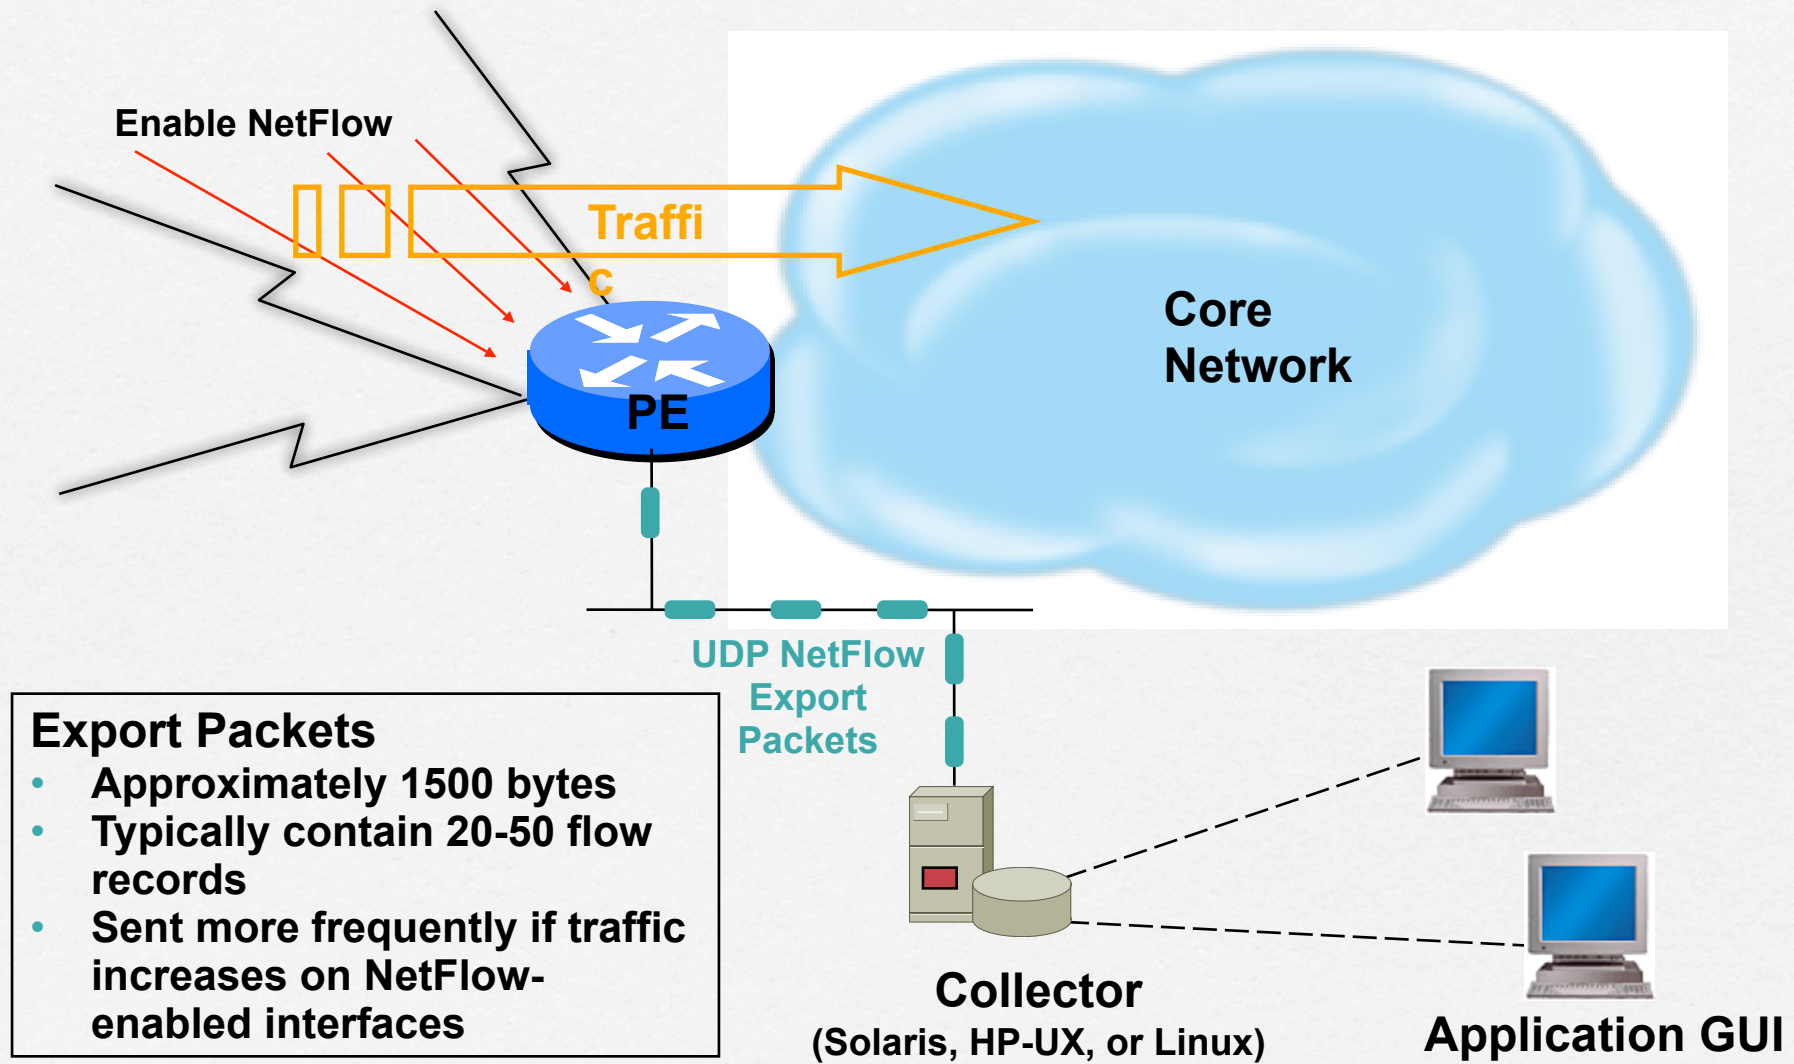 Enable NetFlow
Traffi
c
Core
Network
PE
UDP NetFlow
Export
Packets
Export Packets
• Approximately 1500 bytes
• Typically contain 20-50 flow
records
• Sent more frequently if traffic
increases on NetFlow-
enabled interfaces
Collector
(Solaris, HP-UX, or Linux)
Application GUI